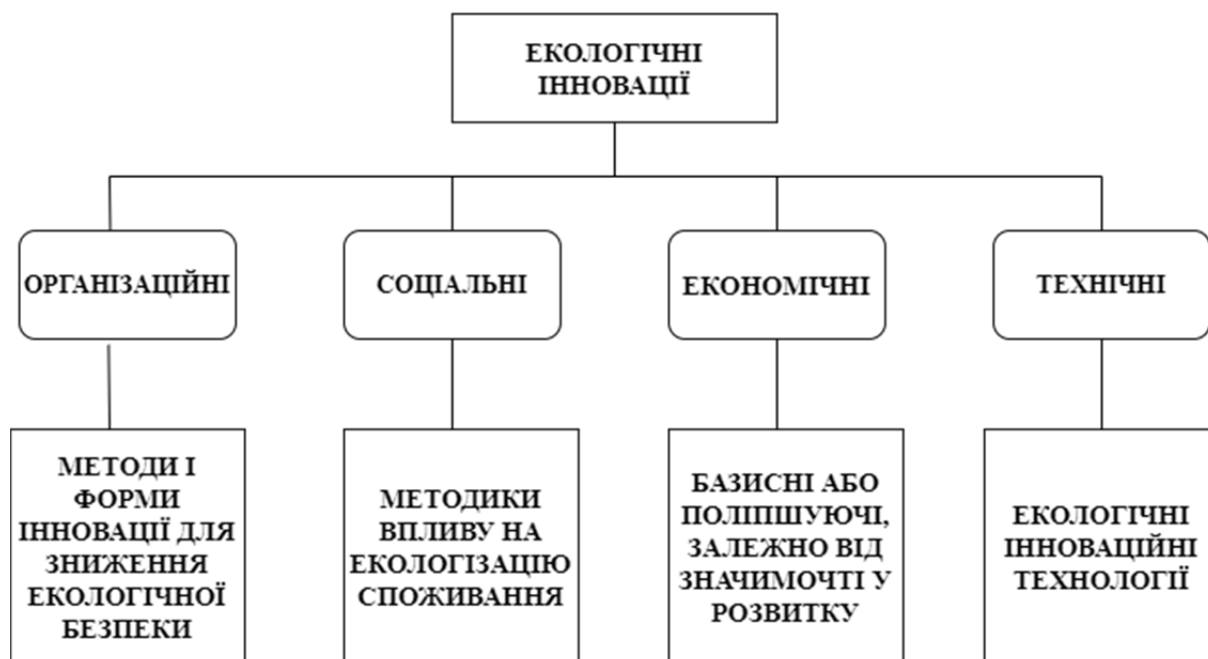 ЕКОЛОГІЧНІ
ІННОВАЦІЇ
ОРГАНІЗАЦІЙНІ
СОЦІАЛЬНІ
ЕКОНОМІЧНІ
ТЕХНІЧНІ
МЕТОДИ І
ФОРМИ
ІННОВАЦІЇ ДЛЯ
ЗНИЖЕННЯ
ЕКОЛОГІЧНОЇ
БЕЗПЕКИ
МЕТОДИКИ
ВПЛИВУ НА
ЕКОЛОГІЗАЦІЮ
СПОЖИВАННЯ
БАЗИСНІ АБО
ПОЛІПШУЮЧІ,
ЗАЛЕЖНО ВІД
ЗНАЧИМОЧТІ У
РОЗВИТКУ
ЕКОЛОГІЧНІ
ІННОВАЦІЙНІ
ТЕХНОЛОГІЇ